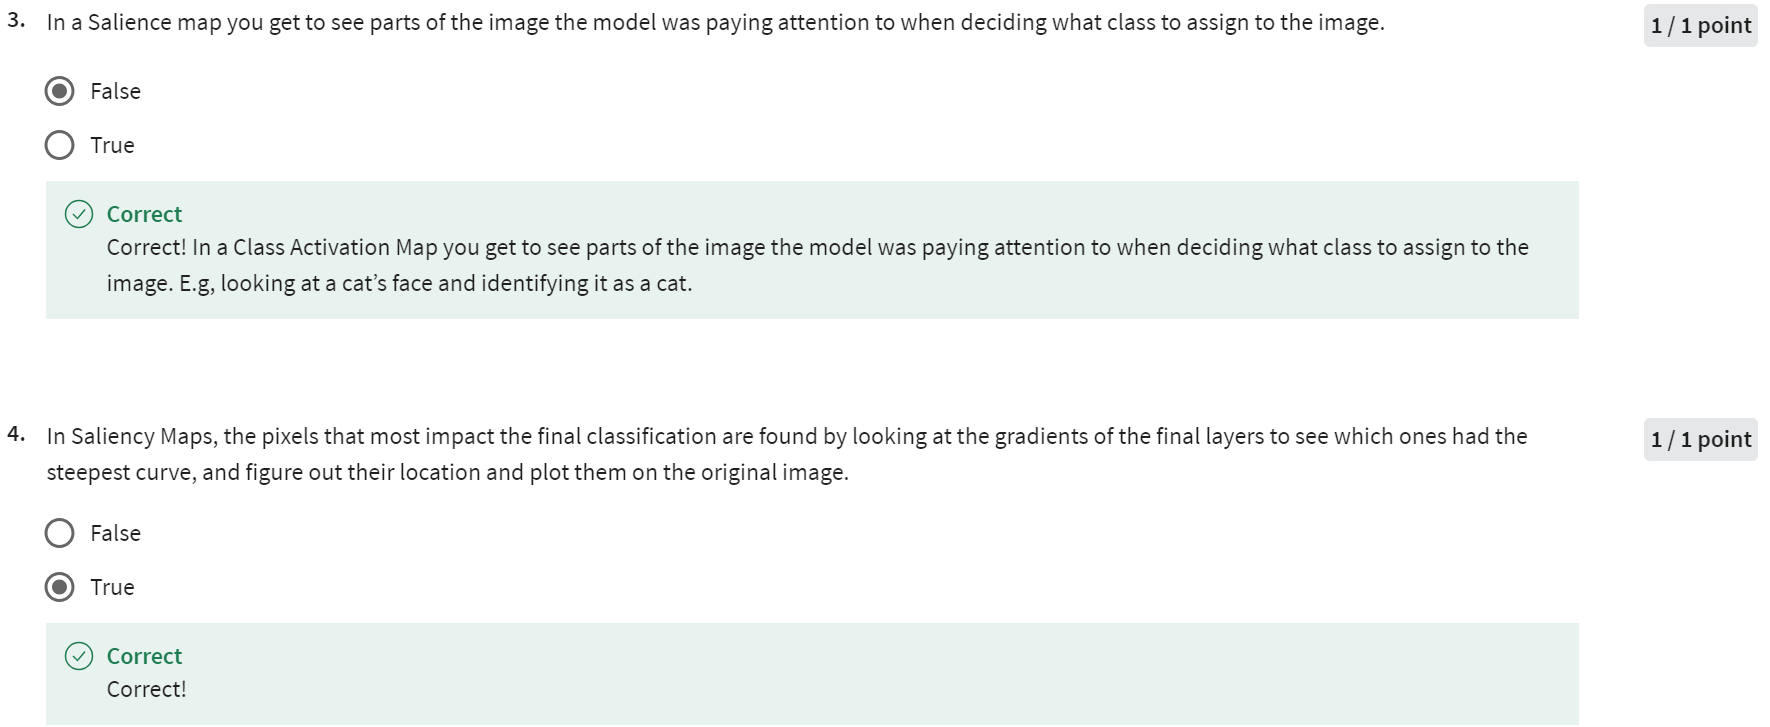 3. In a Salience map you get to see parts of the image the model was paying attention to when deciding what class to assign to the image.
1 / 1 point
False
True
Correct
Correct! In a Class Activation Map you get to see parts of the image the model was paying attention to when deciding what class to assign to the
image. E.g, looking at a cat’s face and identifying it as a cat.
4. In Saliency Maps, the pixels that most impact the final classification are found by looking at the gradients of the final layers to see which ones had the
steepest curve, and figure out their location and plot them on the original image.
1 / 1 point
False
True
Correct
Correct!